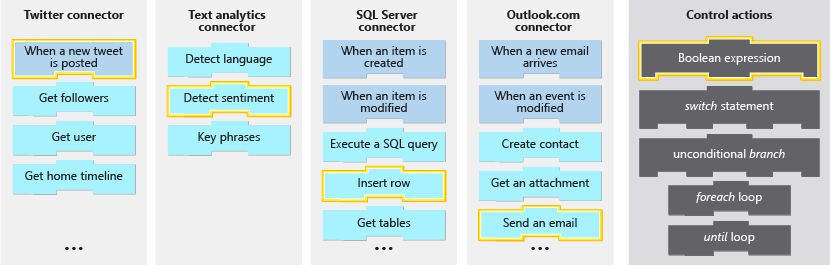 Twitter connector
When a new tweet
is posted
Get followers
Get user
Get home timeline
...
Text analytics
connector
Detect language
Detect sentiment
Key phrases
SQL Server
connector
When an item is
created
When an item is
modified
Execute a SQL query
Insert row
Get tables
...
Outlook.com
connector
When a new email
arrives
When an event is
modified
Create contact
Get an attachment
Send an email
...
Control actions
Boolean expression
switch statement
unconditional branch
foreach loop
until loop
...